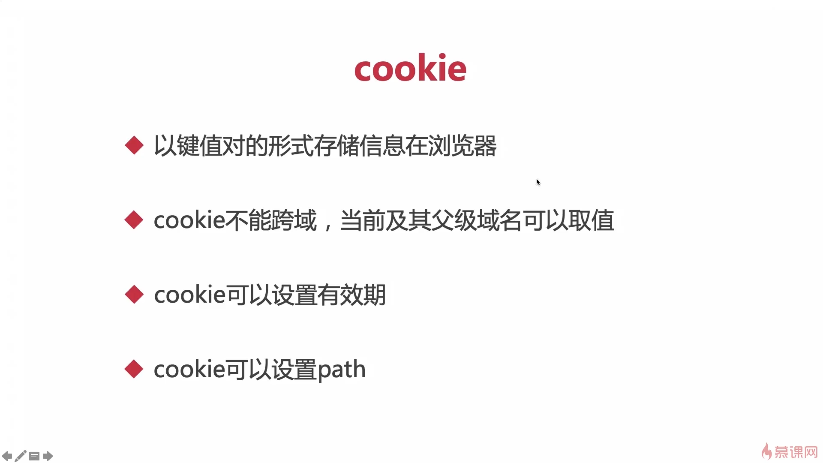 cookie
以键值对的形式存储信息在浏览器
cookie不能跨域，当前及其父级域名可以取值
cookie可以设置有效期
cookie可以设置path
慕课网